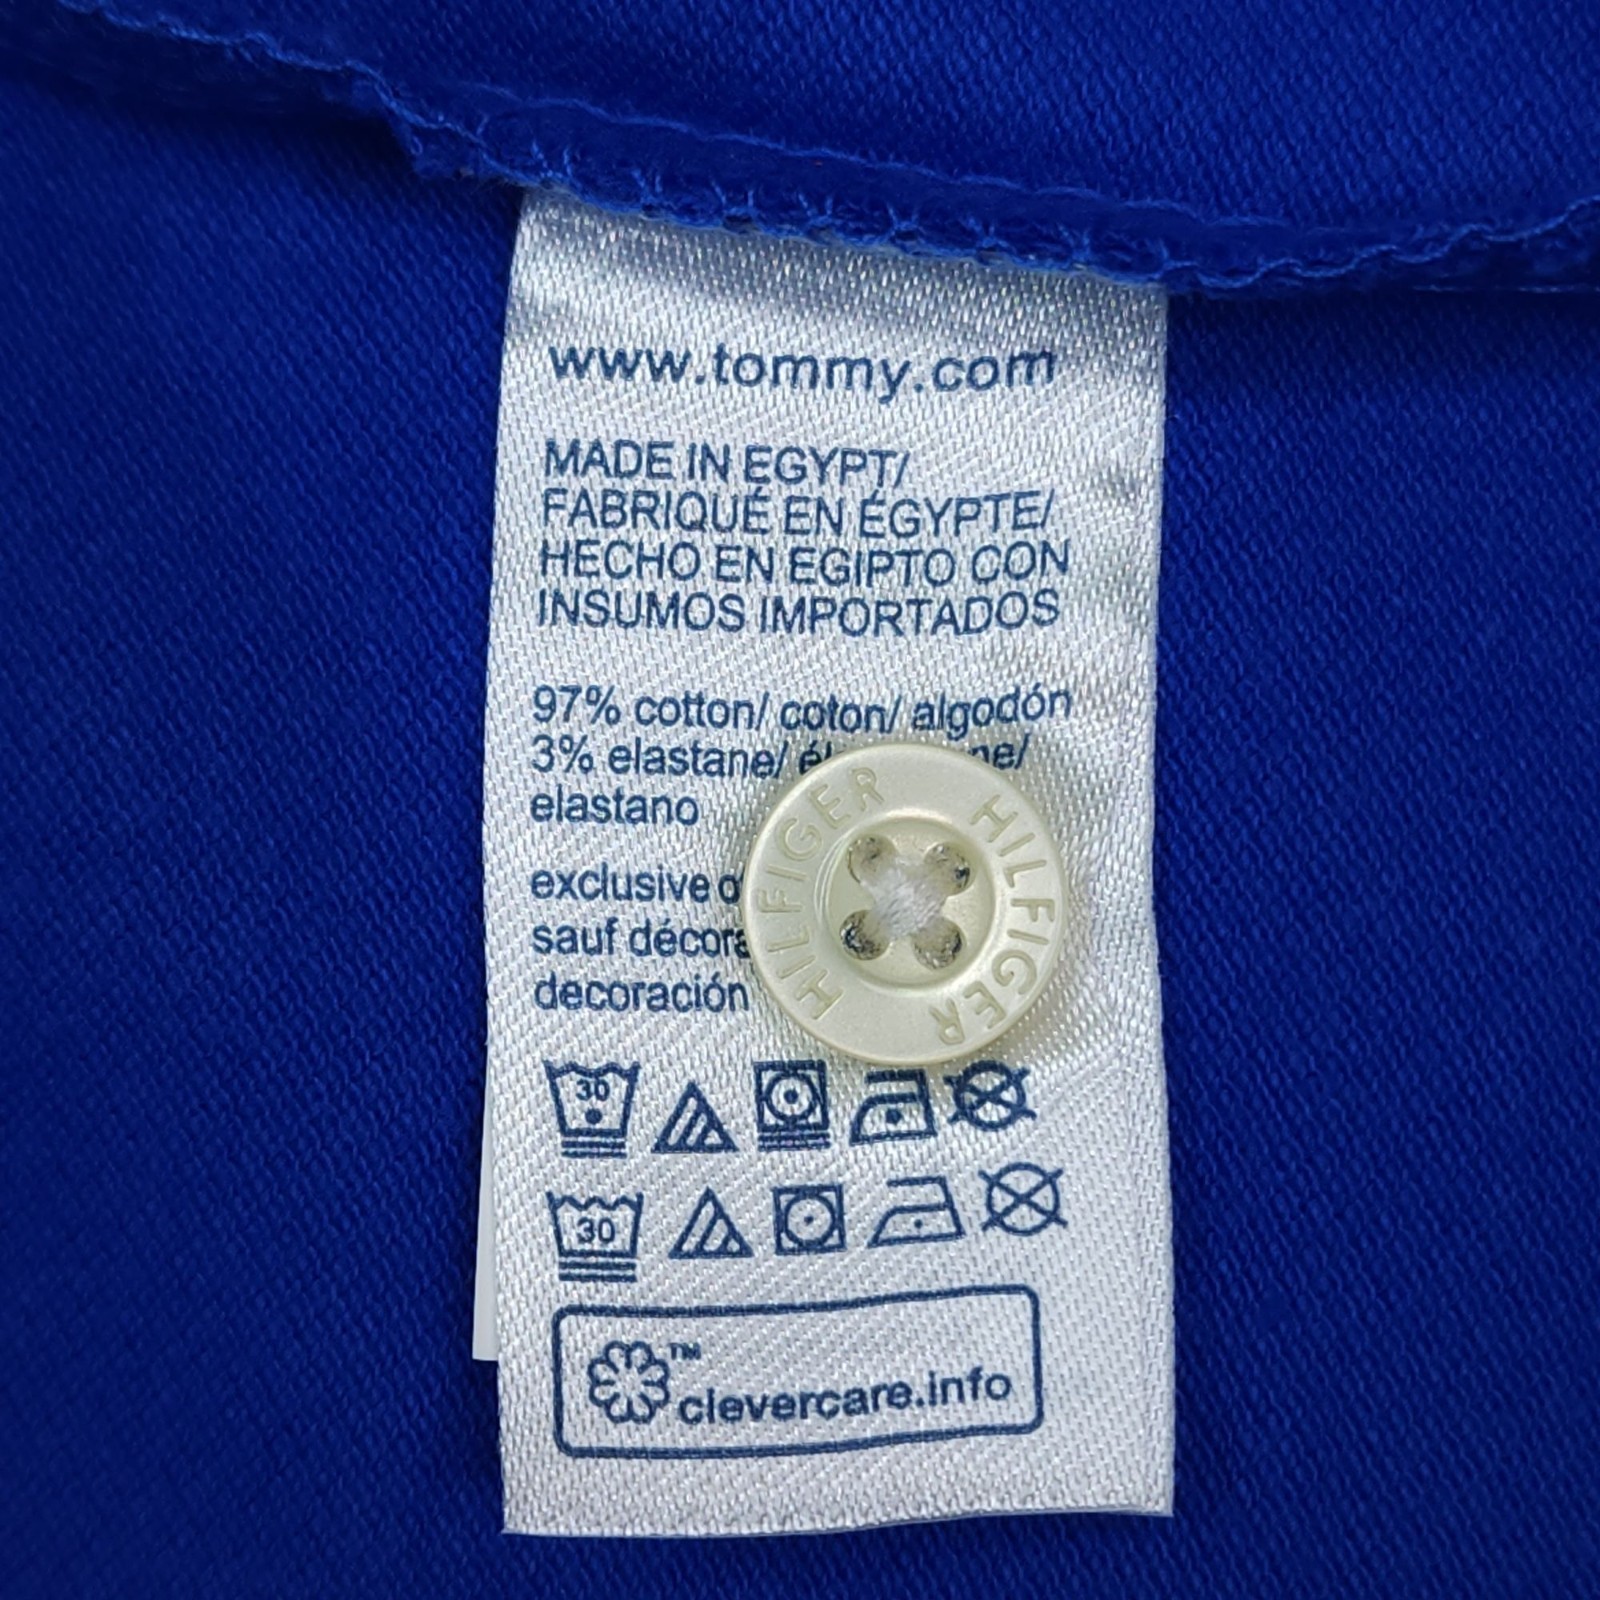 www.tommy.com
MADE IN EGYPT/
FABRIQUÉ EN ÉGYPTE/
HECHO EN EGIPTO CON
INSUMOS IMPORTADOS
97% cotton/ coton/ algodón
3% elastane/
elastano
exclusive
sauf
decoración
HILFIGER HILFIGER
30
30
™
clevercare.info